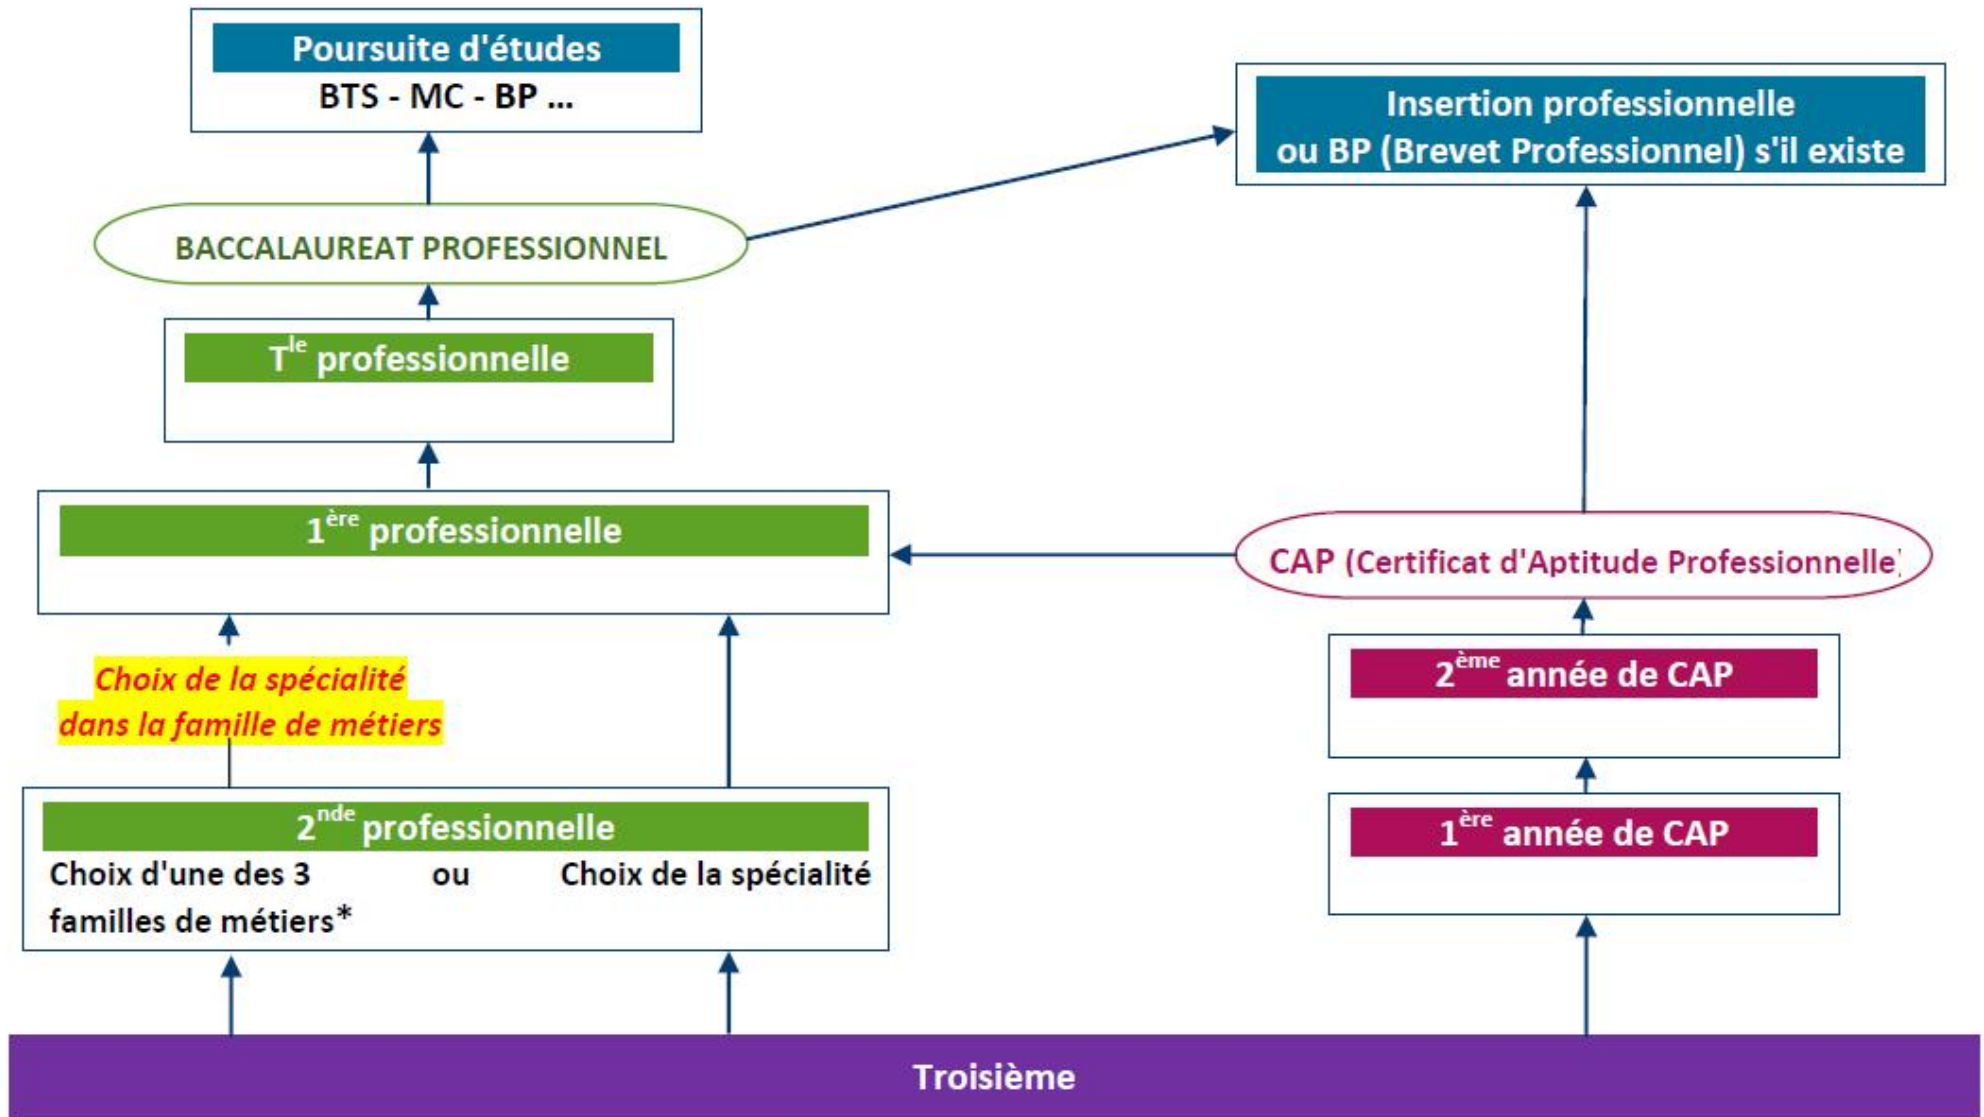 Poursuite d'études
BTS - MC - BP ...
Insertion professionnelle
ou BP (Brevet Professionnel) s'il existe
BACCALAUREAT PROFESSIONNEL
Tle professionnelle
1ère professionnelle
CAP (Certificat d'Aptitude Professionnelle)
Choix de la spécialité
dans la famille de métiers
2ème année de CAP
1ère année de CAP
2nde professionnelle
Choix d'une des 3 ou Choix de la spécialité
familles de métiers*
Troisième